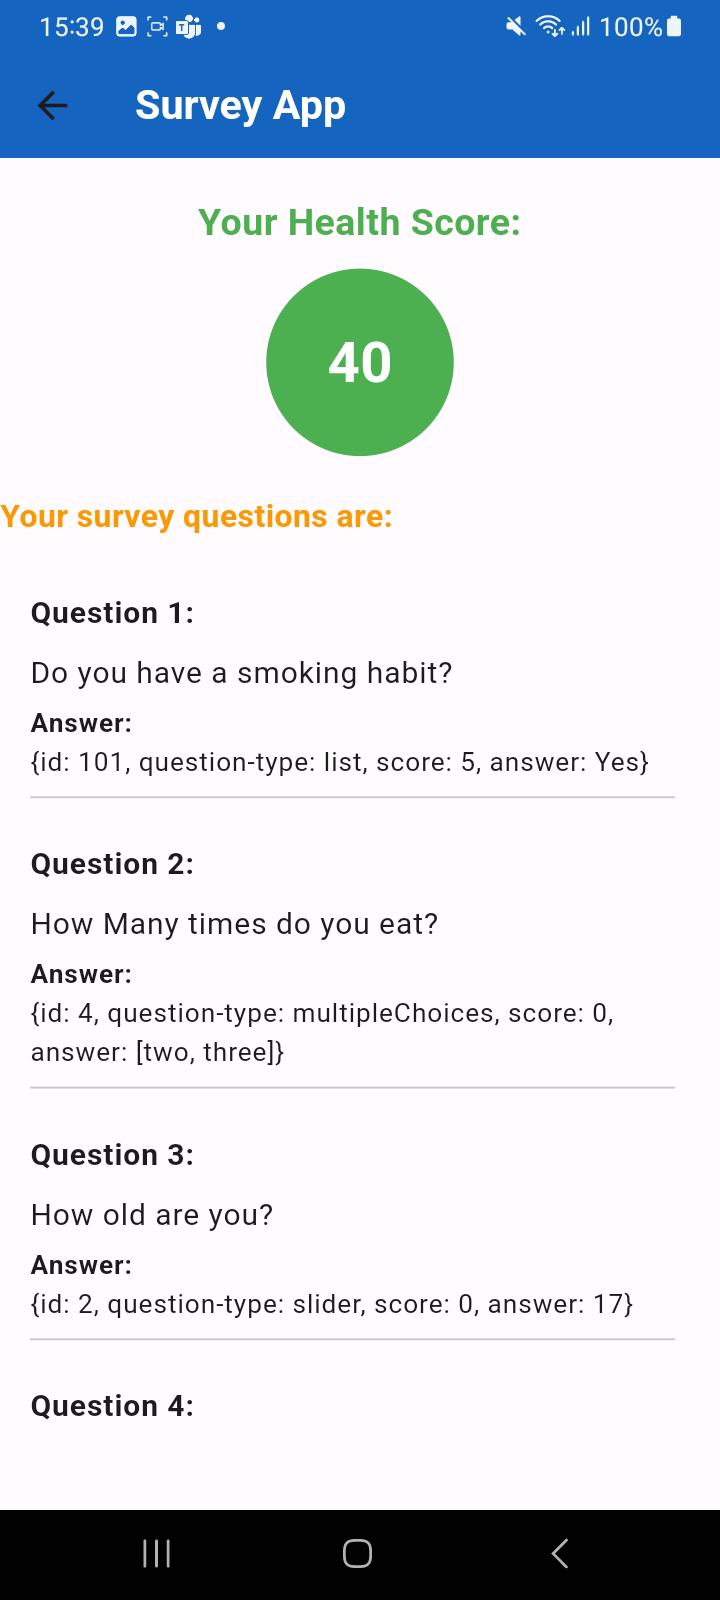 15:39
100%
Survey App
Your Health Score:
40
Your survey questions are:
Question 1:
Do you have a smoking habit?
Answer:
{id: 101, question-type: list, score: 5, answer: Yes}
Question 2:
How Many times do you eat?
Answer:
{id: 4, question-type: multipleChoices, score: 0,
answer: [two, three]}
Question 3:
How old are you?
Answer:
{id: 2, question-type: slider, score: 0, answer: 17}
Question 4: